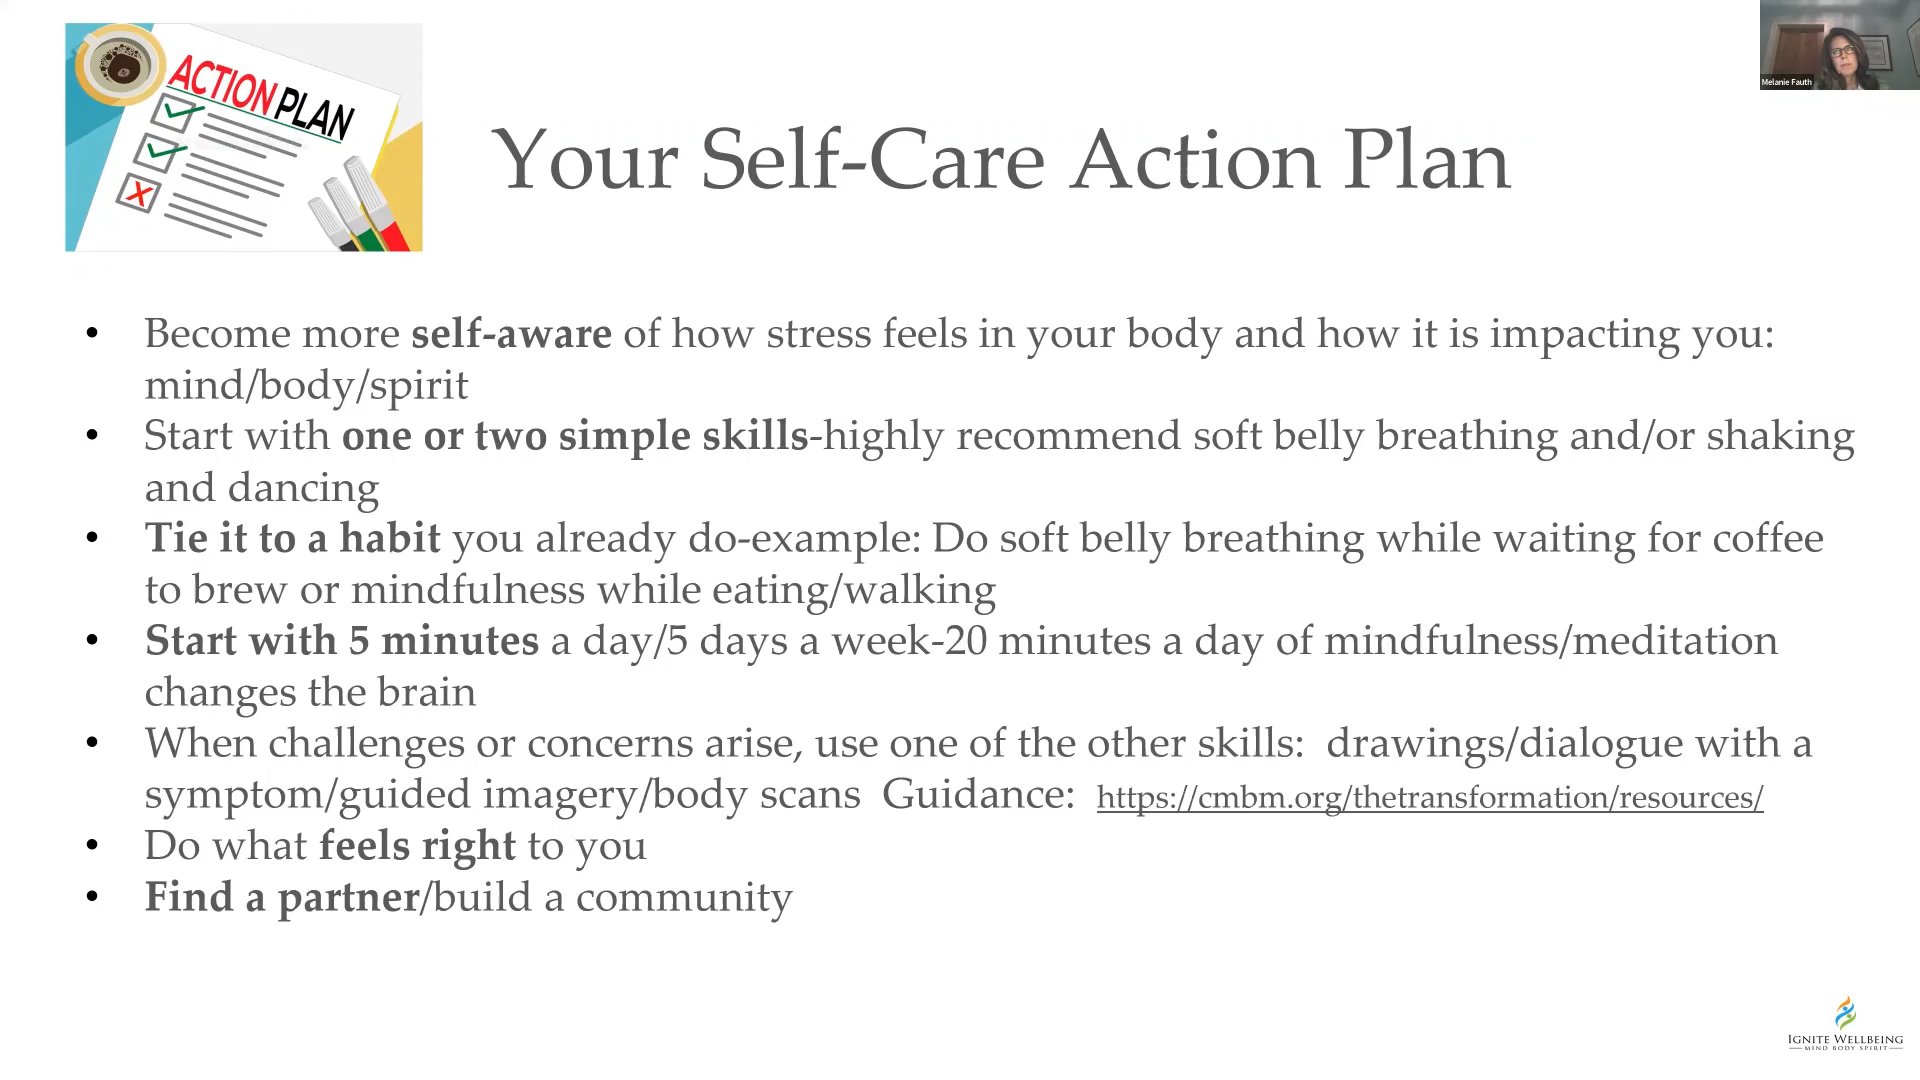 Melanie Fauth
ACTION PLAN
Your Self-Care Action Plan
• Become more self-aware of how stress feels in your body and how it is impacting you:
mind/body/spirit
• Start with one or two simple skills-highly recommend soft belly breathing and/or shaking
and dancing
• Tie it to a habit you already do-example: Do soft belly breathing while waiting for coffee
to brew or mindfulness while eating/walking
• Start with 5 minutes a day/5 days a week-20 minutes a day of mindfulness/meditation
changes the brain
• When challenges or concerns arise, use one of the other skills:  drawings/dialogue with a
symptom/guided imagery/body scans  Guidance:  https://cmbm.org/thetransformation/resources/
• Do what feels right to you
• Find a partner/build a community
IGNITE WELLBEING
MIND BODY SPIRIT